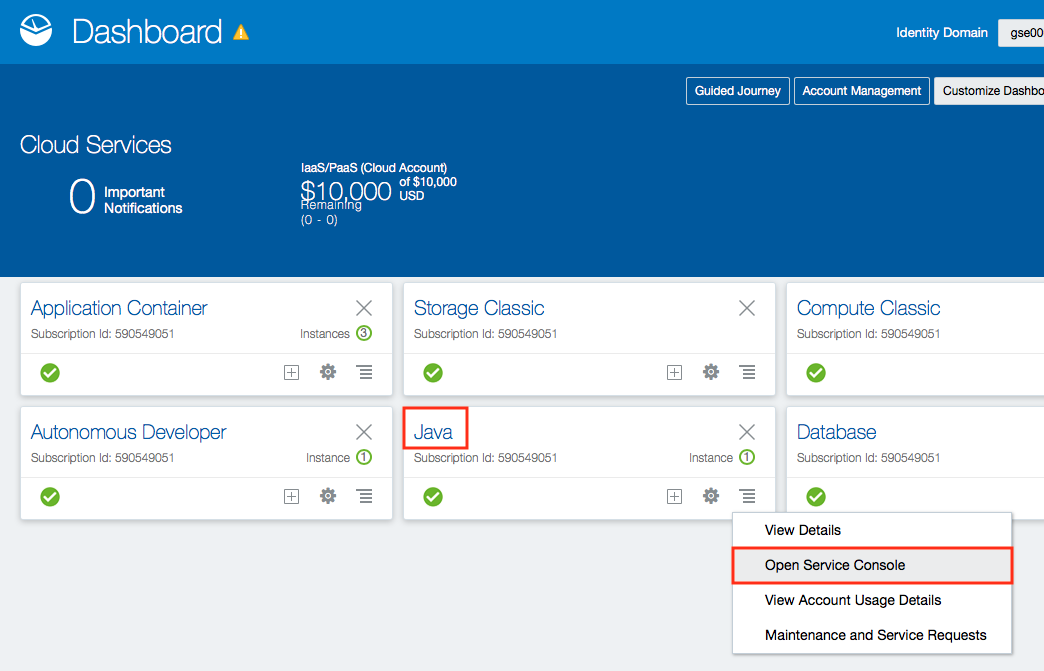 Dashboard
Identity Domain
gse00
Guided Journey
Account Management
Customize Dashbo
Cloud Services
0 Important
Notifications
IaaS/PaaS (Cloud Account)
$10,000 of $10,000
USD
Remaining
(0 - 0)
Application Container
Subscription Id: 590549051
Instances 3
Storage Classic
Subscription Id: 590549051
Compute Classic
Subscription Id: 590549051
Autonomous Developer
Subscription Id: 590549051
Instance 1
Java
Subscription Id: 590549051
Instance 1
Database
Subscription Id: 590549051
View Details
Open Service Console
View Account Usage Details
Maintenance and Service Requests